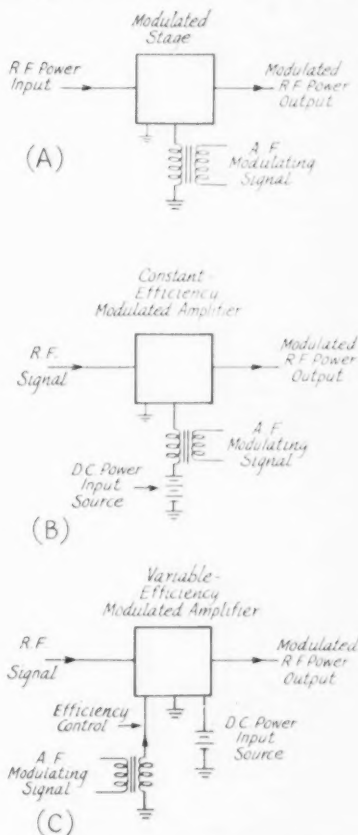 Modulated
Stage
R F Power
Input
Modulated
R F Power
Output
A. F.
Modulating
Signal
(A)
Constant-
Efficiency
Modulated Amplifier
R.F.
Signal
Modulated
R F Power
Output
A. F.
Modulating
Signal
D.C. Power
Input
Source
(B)
Variable-
Efficiency
Modulated Amplifier
R.F.
Signal
Modulated
R F Power
Output
Efficiency
Control
D.C. Power
Input
Source
A. F.
Modulating
Signal
(C)